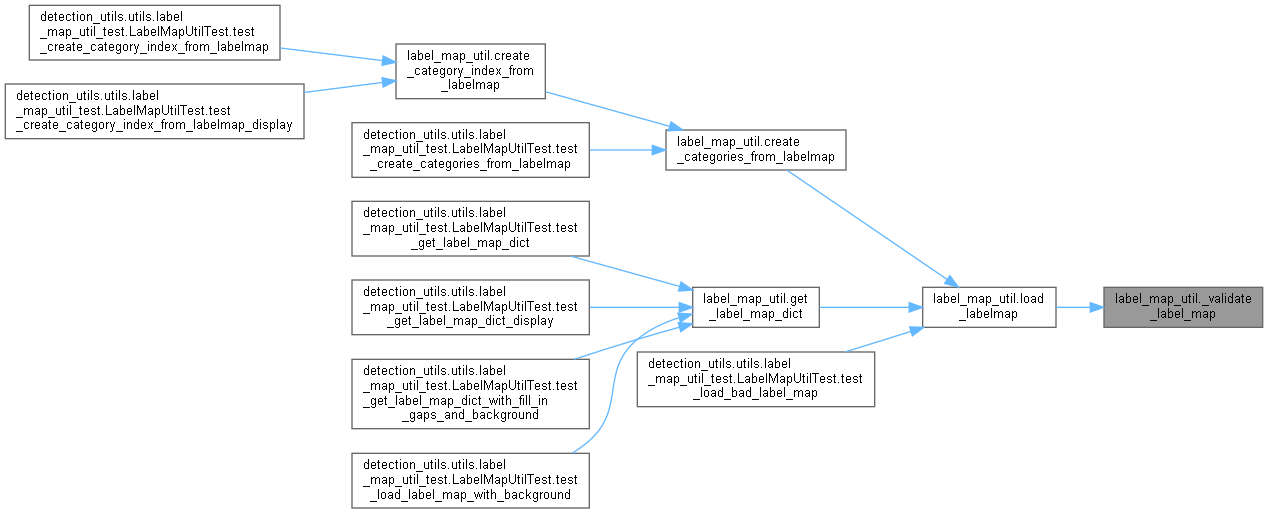 detection_utils.utils.label
_map_util_test.LabelMapUtilTest.test
_create_category_index_from_labelmap
detection_utils.utils.label
_map_util_test.LabelMapUtilTest.test
_create_category_index_from_labelmap_display
label_map_util.create
_category_index_from
_labelmap
detection_utils.utils.label
_map_util_test.LabelMapUtilTest.test
_create_categories_from_labelmap
label_map_util.create
_categories_from_labelmap
detection_utils.utils.label
_map_util_test.LabelMapUtilTest.test
_get_label_map_dict
detection_utils.utils.label
_map_util_test.LabelMapUtilTest.test
_get_label_map_dict_display
label_map_util.get
_label_map_dict
label_map_util.load
_labelmap
label_map_util._validate
_label_map
detection_utils.utils.label
_map_util_test.LabelMapUtilTest.test
_get_label_map_dict_with_fill_in
_gaps_and_background
detection_utils.utils.label
_map_util_test.LabelMapUtilTest.test
_load_bad_label_map
detection_utils.utils.label
_map_util_test.LabelMapUtilTest.test
_load_label_map_with_background